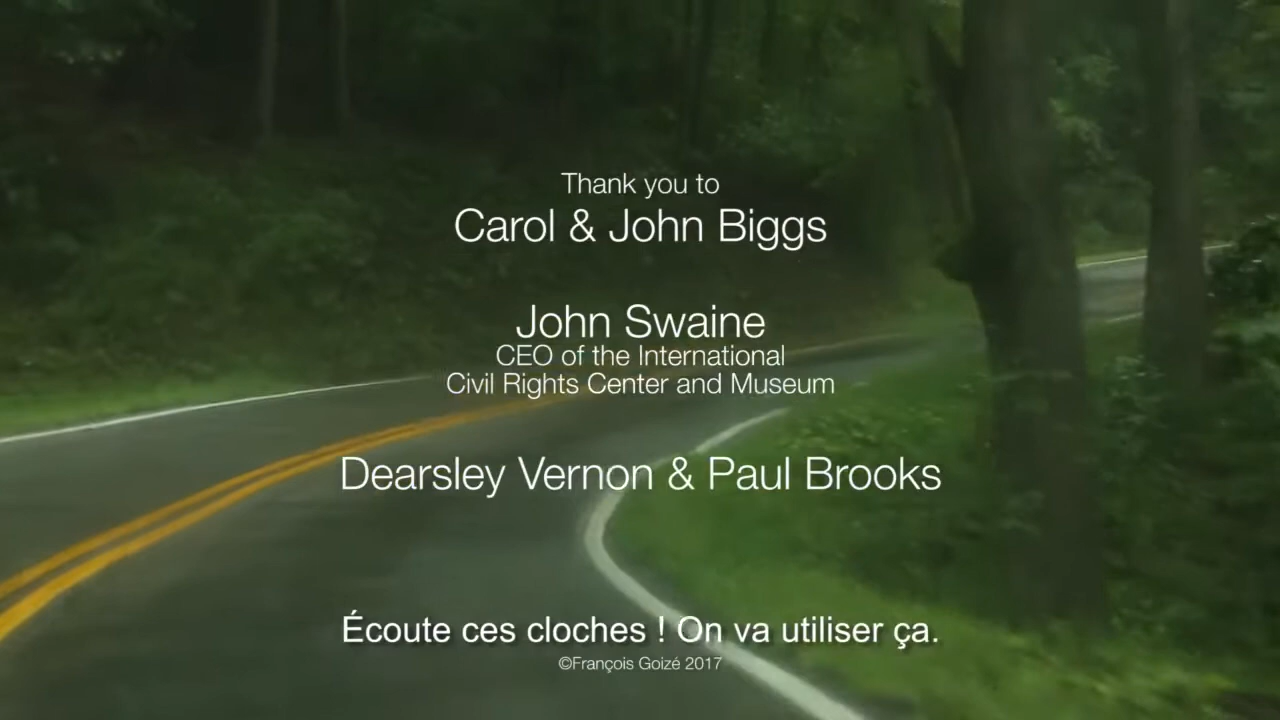 Thank you to
Carol & John Biggs
John Swaine
CEO of the International
Civil Rights Center and Museum
Dearsley Vernon & Paul Brooks
Écoute ces cloches ! On va utiliser ça.
©François Goizé 2017